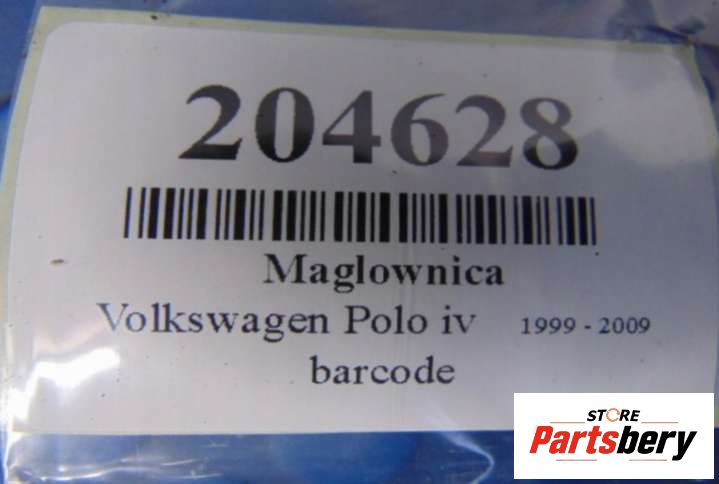 204628
Maglownica
Volkswagen Polo iv 1999 - 2009
barcode
STORE
Partsbery